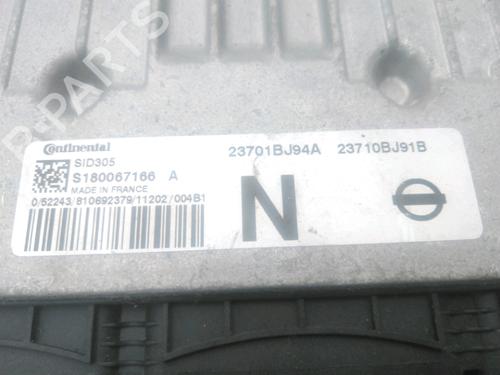 Continental
23701BJ94A 23710BJ91B
SID305
S180067166 A
MADE IN FRANCE
0/52243/810692379/11202/004B1
N
B-PARTS